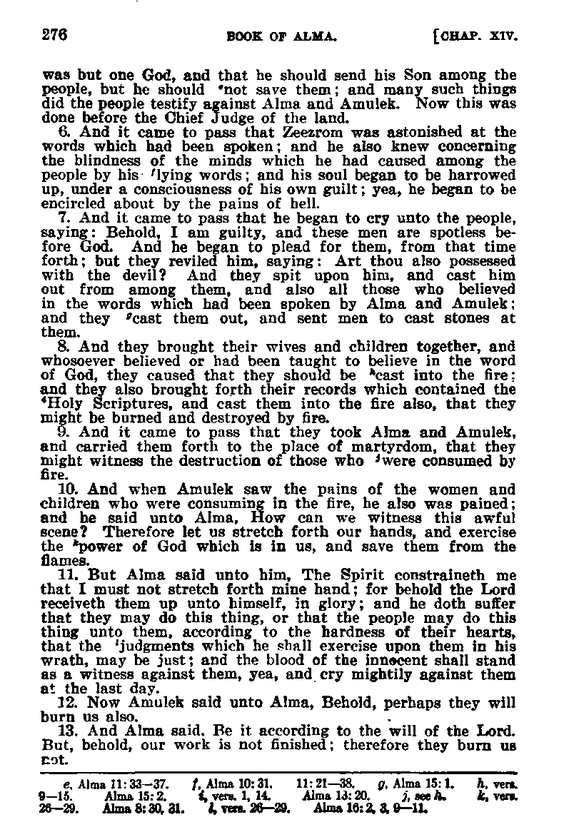 276 BOOK OF ALMA. [CHAP. XIV.
was but one God, and that he should send his Son among the
people, but he should ᵉnot save them; and many such things
did the people testify against Alma and Amulek. Now this was
done before the Chief Judge of the land.
6. And it came to pass that Zeezrom was astonished at the
words which had been spoken; and he also knew concerning
the blindness of the minds which he had caused among the
people by his ᶠlying words; and his soul began to be harrowed
up, under a consciousness of his own guilt; yea, he began to be
encircled about by the pains of hell.
7. And it came to pass that he began to cry unto the people,
saying: Behold, I am guilty, and these men are spotless be-
fore God. And he began to plead for them, from that time
forth; but they reviled him, saying: Art thou also possessed
with the devil? And they spit upon him, and cast him
out from among them, and also all those who believed
in the words which had been spoken by Alma and Amulek;
and they ᵍcast them out, and sent men to cast stones at
them.
8. And they brought their wives and children together, and
whosoever believed or had been taught to believe in the word
of God, they caused that they should be ʰcast into the fire;
and they also brought forth their records which contained the
ⁱHoly Scriptures, and cast them into the fire also, that they
might be burned and destroyed by fire.
9. And it came to pass that they took Alma and Amulek,
and carried them forth to the place of martyrdom, that they
might witness the destruction of those who ʲwere consumed by
fire.
10. And when Amulek saw the pains of the women and
children who were consuming in the fire, he also was pained;
and he said unto Alma, How can we witness this awful
scene? Therefore let us stretch forth our hands, and exercise
the ᵏpower of God which is in us, and save them from the
flames.
11. But Alma said unto him, The Spirit constraineth me
that I must not stretch forth mine hand; for behold the Lord
receiveth them up unto himself, in glory; and he doth suffer
that they may do this thing, or that the people may do this
thing unto them, according to the hardness of their hearts,
that the ˡjudgments which he shall exercise upon them in his
wrath, may be just; and the blood of the innocent shall stand
as a witness against them, yea, and cry mightily against them
at the last day.
12. Now Amulek said unto Alma, Behold, perhaps they will
burn us also.
13. And Alma said. Be it according to the will of the Lord.
But, behold, our work is not finished; therefore they burn us
not.
e, Alma 11:33–37. f, Alma 10:31. 11:21–38. g, Alma 15:1. h, vers.
9–15. Alma 15:2. i, vers. 1, 14. Alma 13:20. j, see h. k, vers.
26–29. Alma 8:30, 31. l, vers. 26–29. Alma 16:2, 3, 9–11.